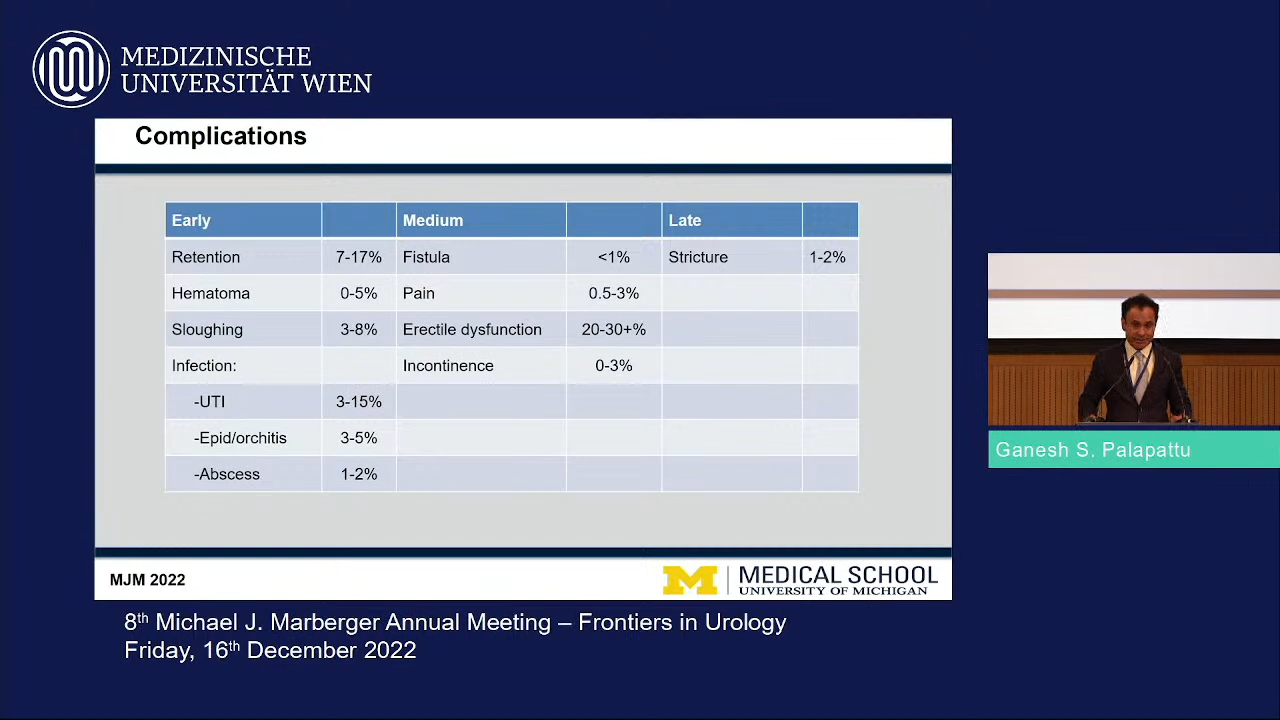 MEDIZINISCHE
UNIVERSITÄT WIEN
Complications
Early Medium Late
Retention 7-17% Fistula <1% Stricture 1-2%
Hematoma 0-5% Pain 0.5-3%
Sloughing 3-8% Erectile dysfunction 20-30+%
Infection: Incontinence 0-3%
-UTI 3-15%
-Epid/orchitis 3-5%
-Abscess 1-2%
MJM 2022
M MEDICAL SCHOOL
UNIVERSITY OF MICHIGAN
Ganesh S. Palapattu
8th Michael J. Marberger Annual Meeting – Frontiers in Urology
Friday, 16th December 2022